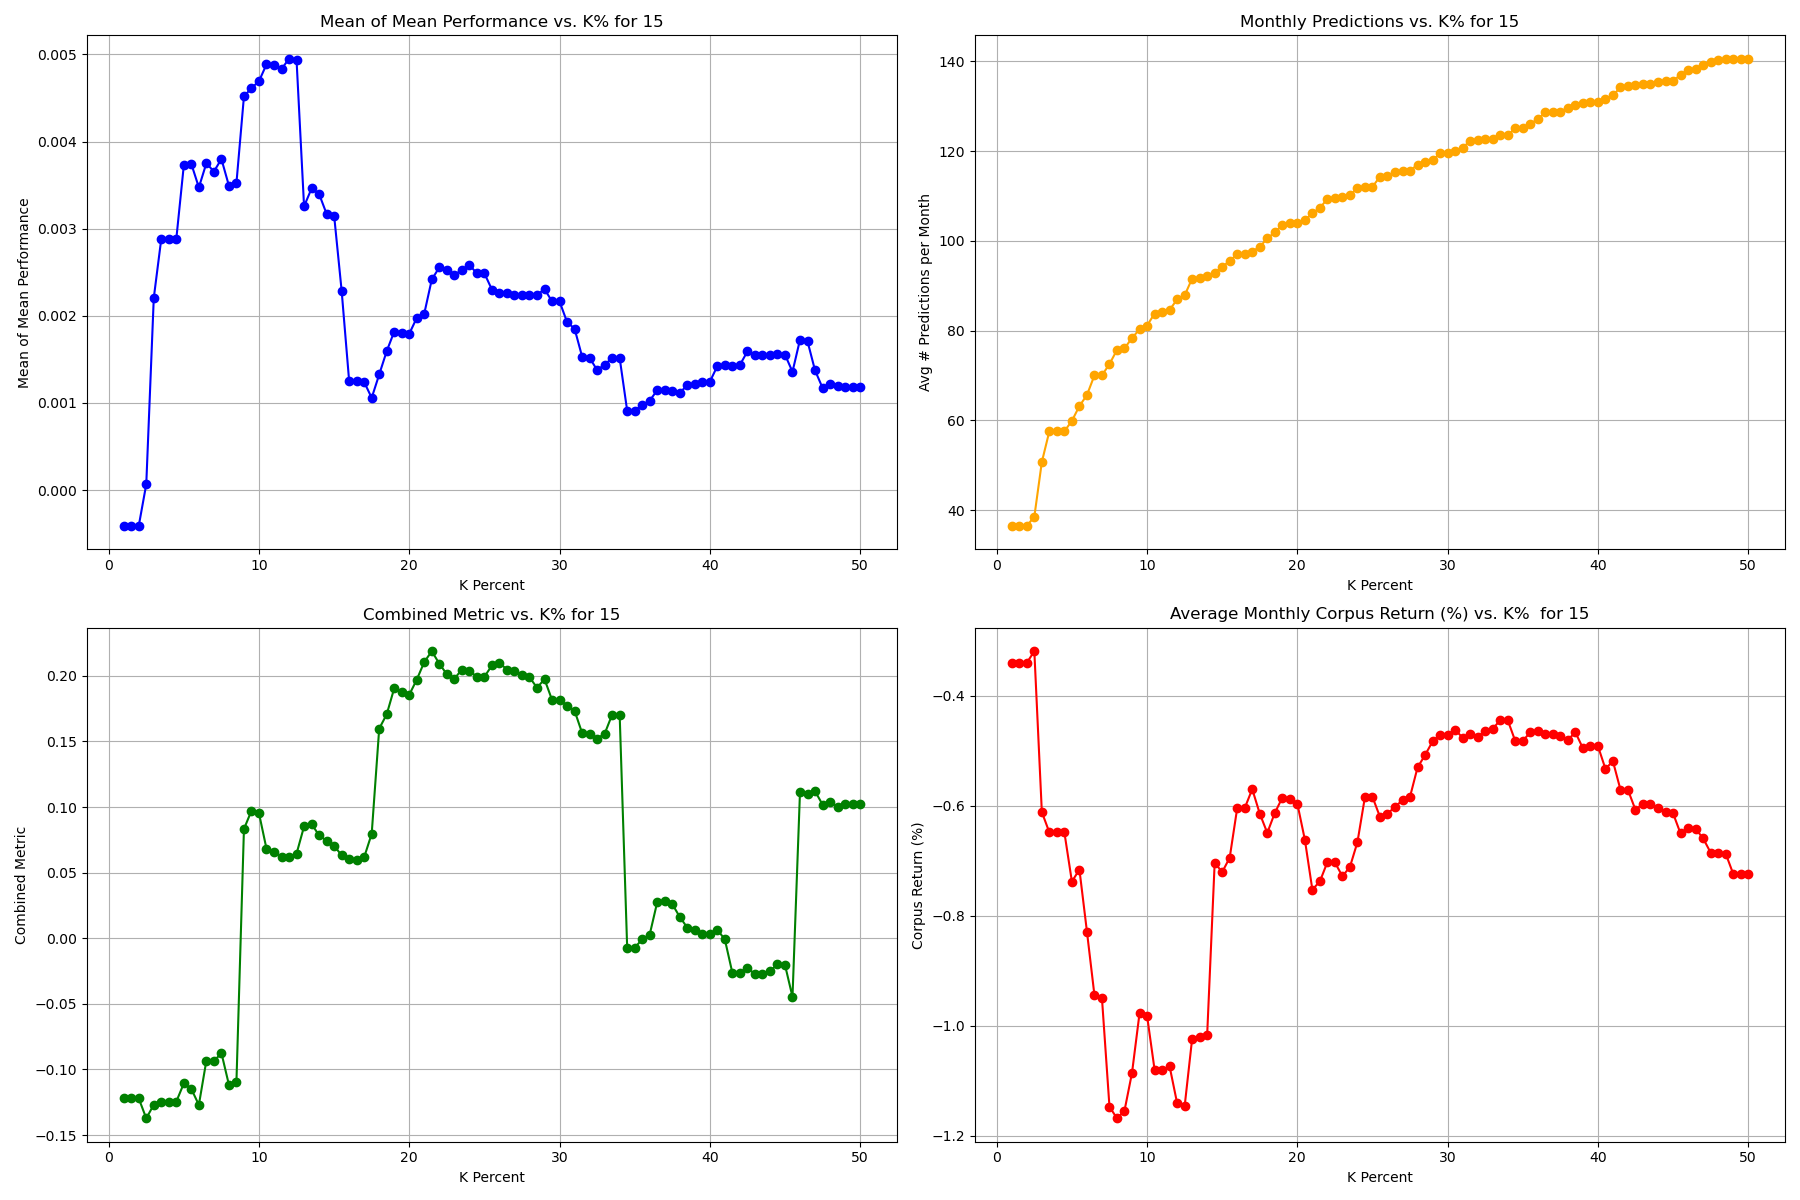 Mean of Mean Performance vs. K% for 15
Mean of Mean Performance
0.005
0.004
0.003
0.002
0.001
0.000
0 10 20 30 40 50
K Percent
Monthly Predictions vs. K% for 15
Avg # Predictions per Month
140
120
100
80
60
40
0 10 20 30 40 50
K Percent
Combined Metric vs. K% for 15
Combined Metric
0.20
0.15
0.10
0.05
0.00
−0.05
−0.10
−0.15
0 10 20 30 40 50
K Percent
Average Monthly Corpus Return (%) vs. K%  for 15
Corpus Return (%)
−0.4
−0.6
−0.8
−1.0
−1.2
0 10 20 30 40 50
K Percent